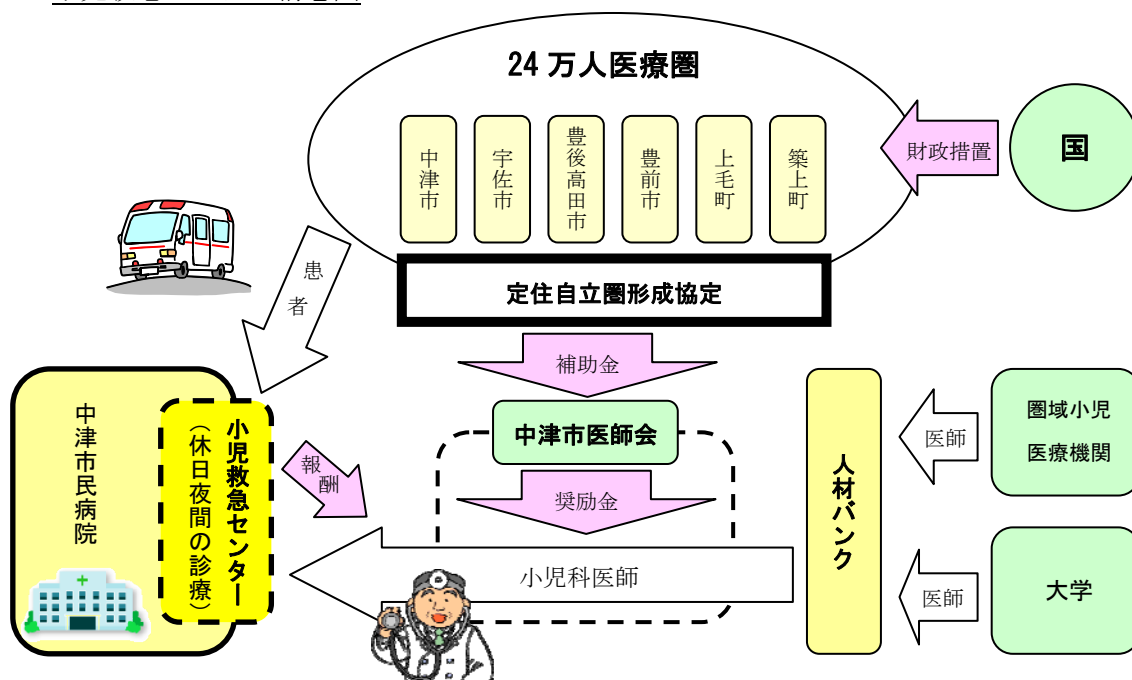 24万人医療圏
中津市
宇佐市
豊後高田市
豊前市
上毛町
築上町
財政措置
国
定住自立圏形成協定
患者
補助金
中津市民病院
小児救急センター
（休日夜間の診療）
報酬
中津市医師会
奨励金
小児科医師
人材バンク
医師
圏域小児
医療機関
医師
大学